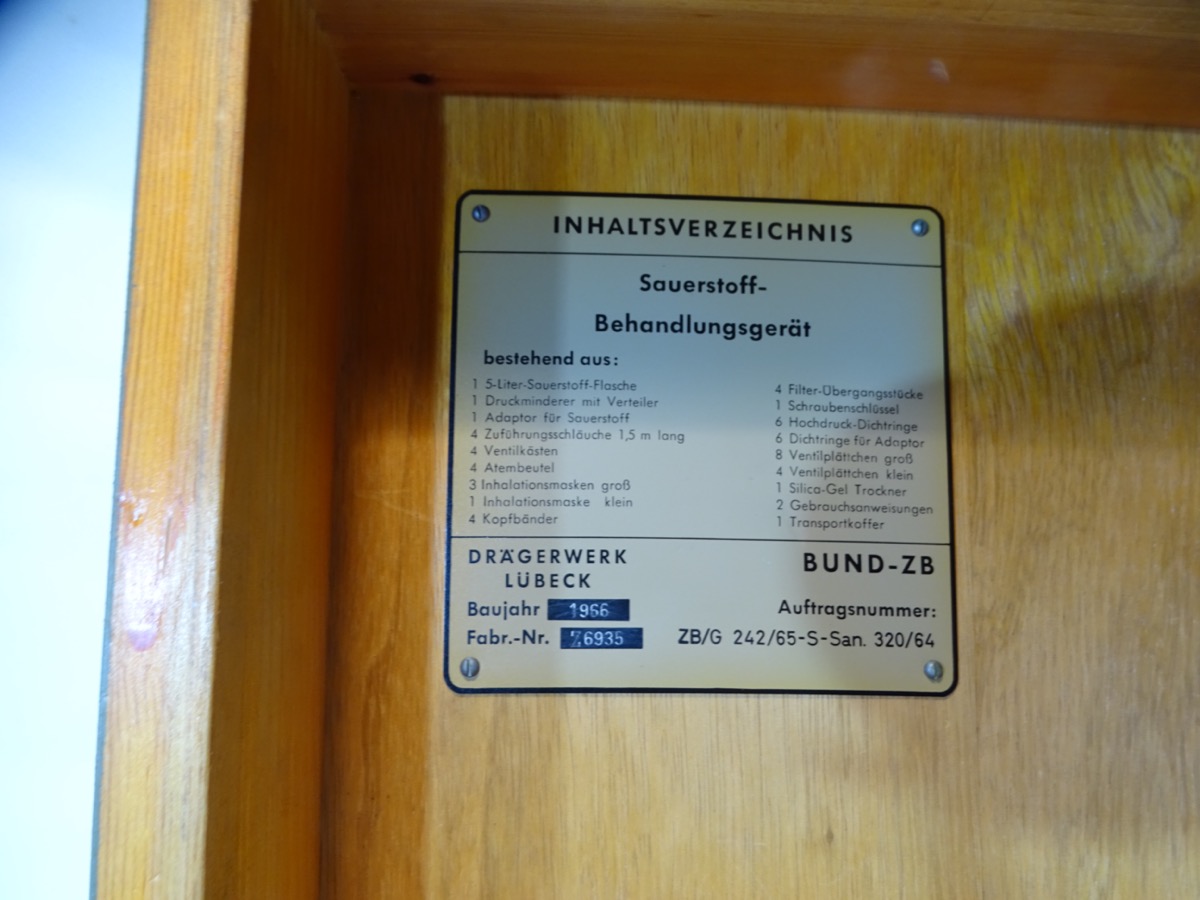 INHALTSVERZEICHNIS
Sauerstoff-
Behandlungsgerät
bestehend aus:
1 5-Liter-Sauerstoff-Flasche
1 Druckminderer mit Verteiler
1 Adaptor für Sauerstoff
4 Zuführungsschläuche 1,5 m lang
4 Ventilkästen
4 Atembeutel
3 Inhalationsmasken groß
1 Inhalationsmaske klein
4 Kopfbänder
4 Filter-Übergangsstücke
1 Schraubenschlüssel
6 Hochdruck-Dichtringe
6 Dichtringe für Adaptor
8 Ventilplättchen groß
4 Ventilplättchen klein
1 Silica-Gel Trockner
2 Gebrauchsanweisungen
1 Transportkoffer
DRÄGERWERK
LÜBECK
Baujahr 1966
Fabr.-Nr. Z6935
BUND-ZB
Auftragsnummer:
ZB/G 242/65-S-San. 320/64